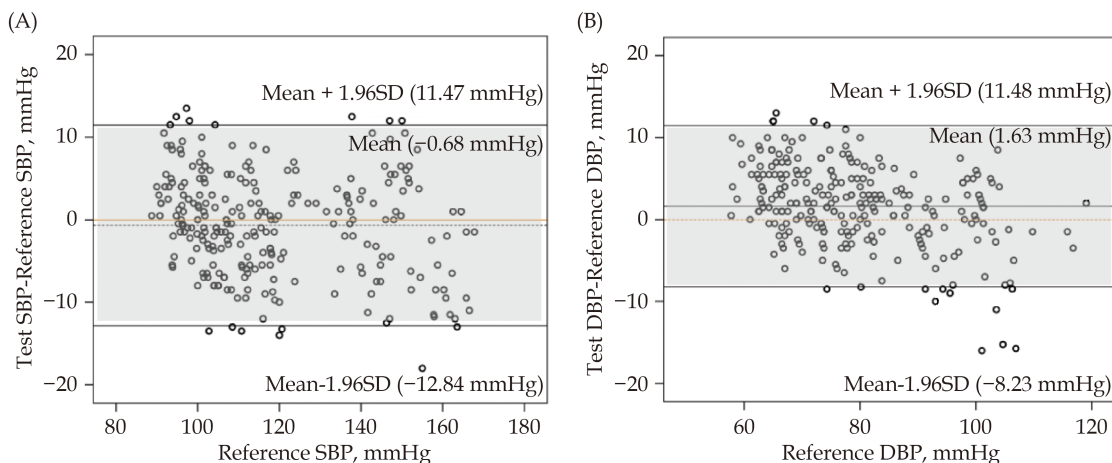 (A)
Test SBP-Reference SBP, mmHg
20
10
0
−10
−20
Mean + 1.96SD (11.47 mmHg)
Mean (−0.68 mmHg)
Mean-1.96SD (−12.84 mmHg)
80 100 120 140 160 180
Reference SBP, mmHg
(B)
Test DBP-Reference DBP, mmHg
20
10
0
−10
−20
Mean + 1.96SD (11.48 mmHg)
Mean (1.63 mmHg)
Mean-1.96SD (−8.23 mmHg)
60 80 100 120
Reference DBP, mmHg